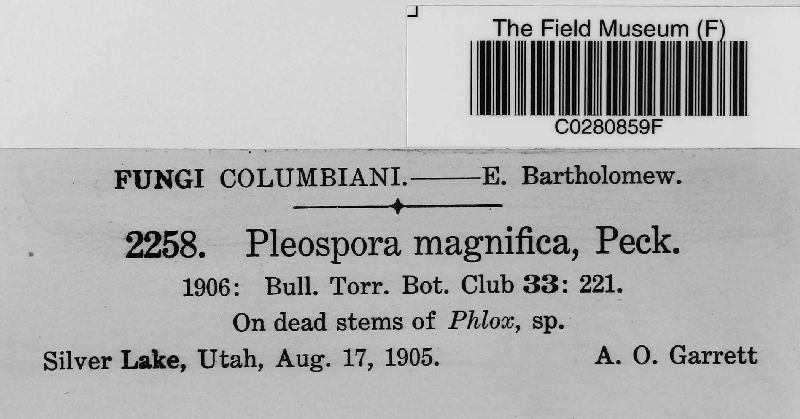 The Field Museum (F)
C0280859F
FUNGI COLUMBIANI.——E. Bartholomew.
2258. Pleospora magnifica, Peck.
1906: Bull. Torr. Bot. Club 33: 221.
On dead stems of Phlox, sp.
Silver Lake, Utah, Aug. 17, 1905. A. O. Garrett